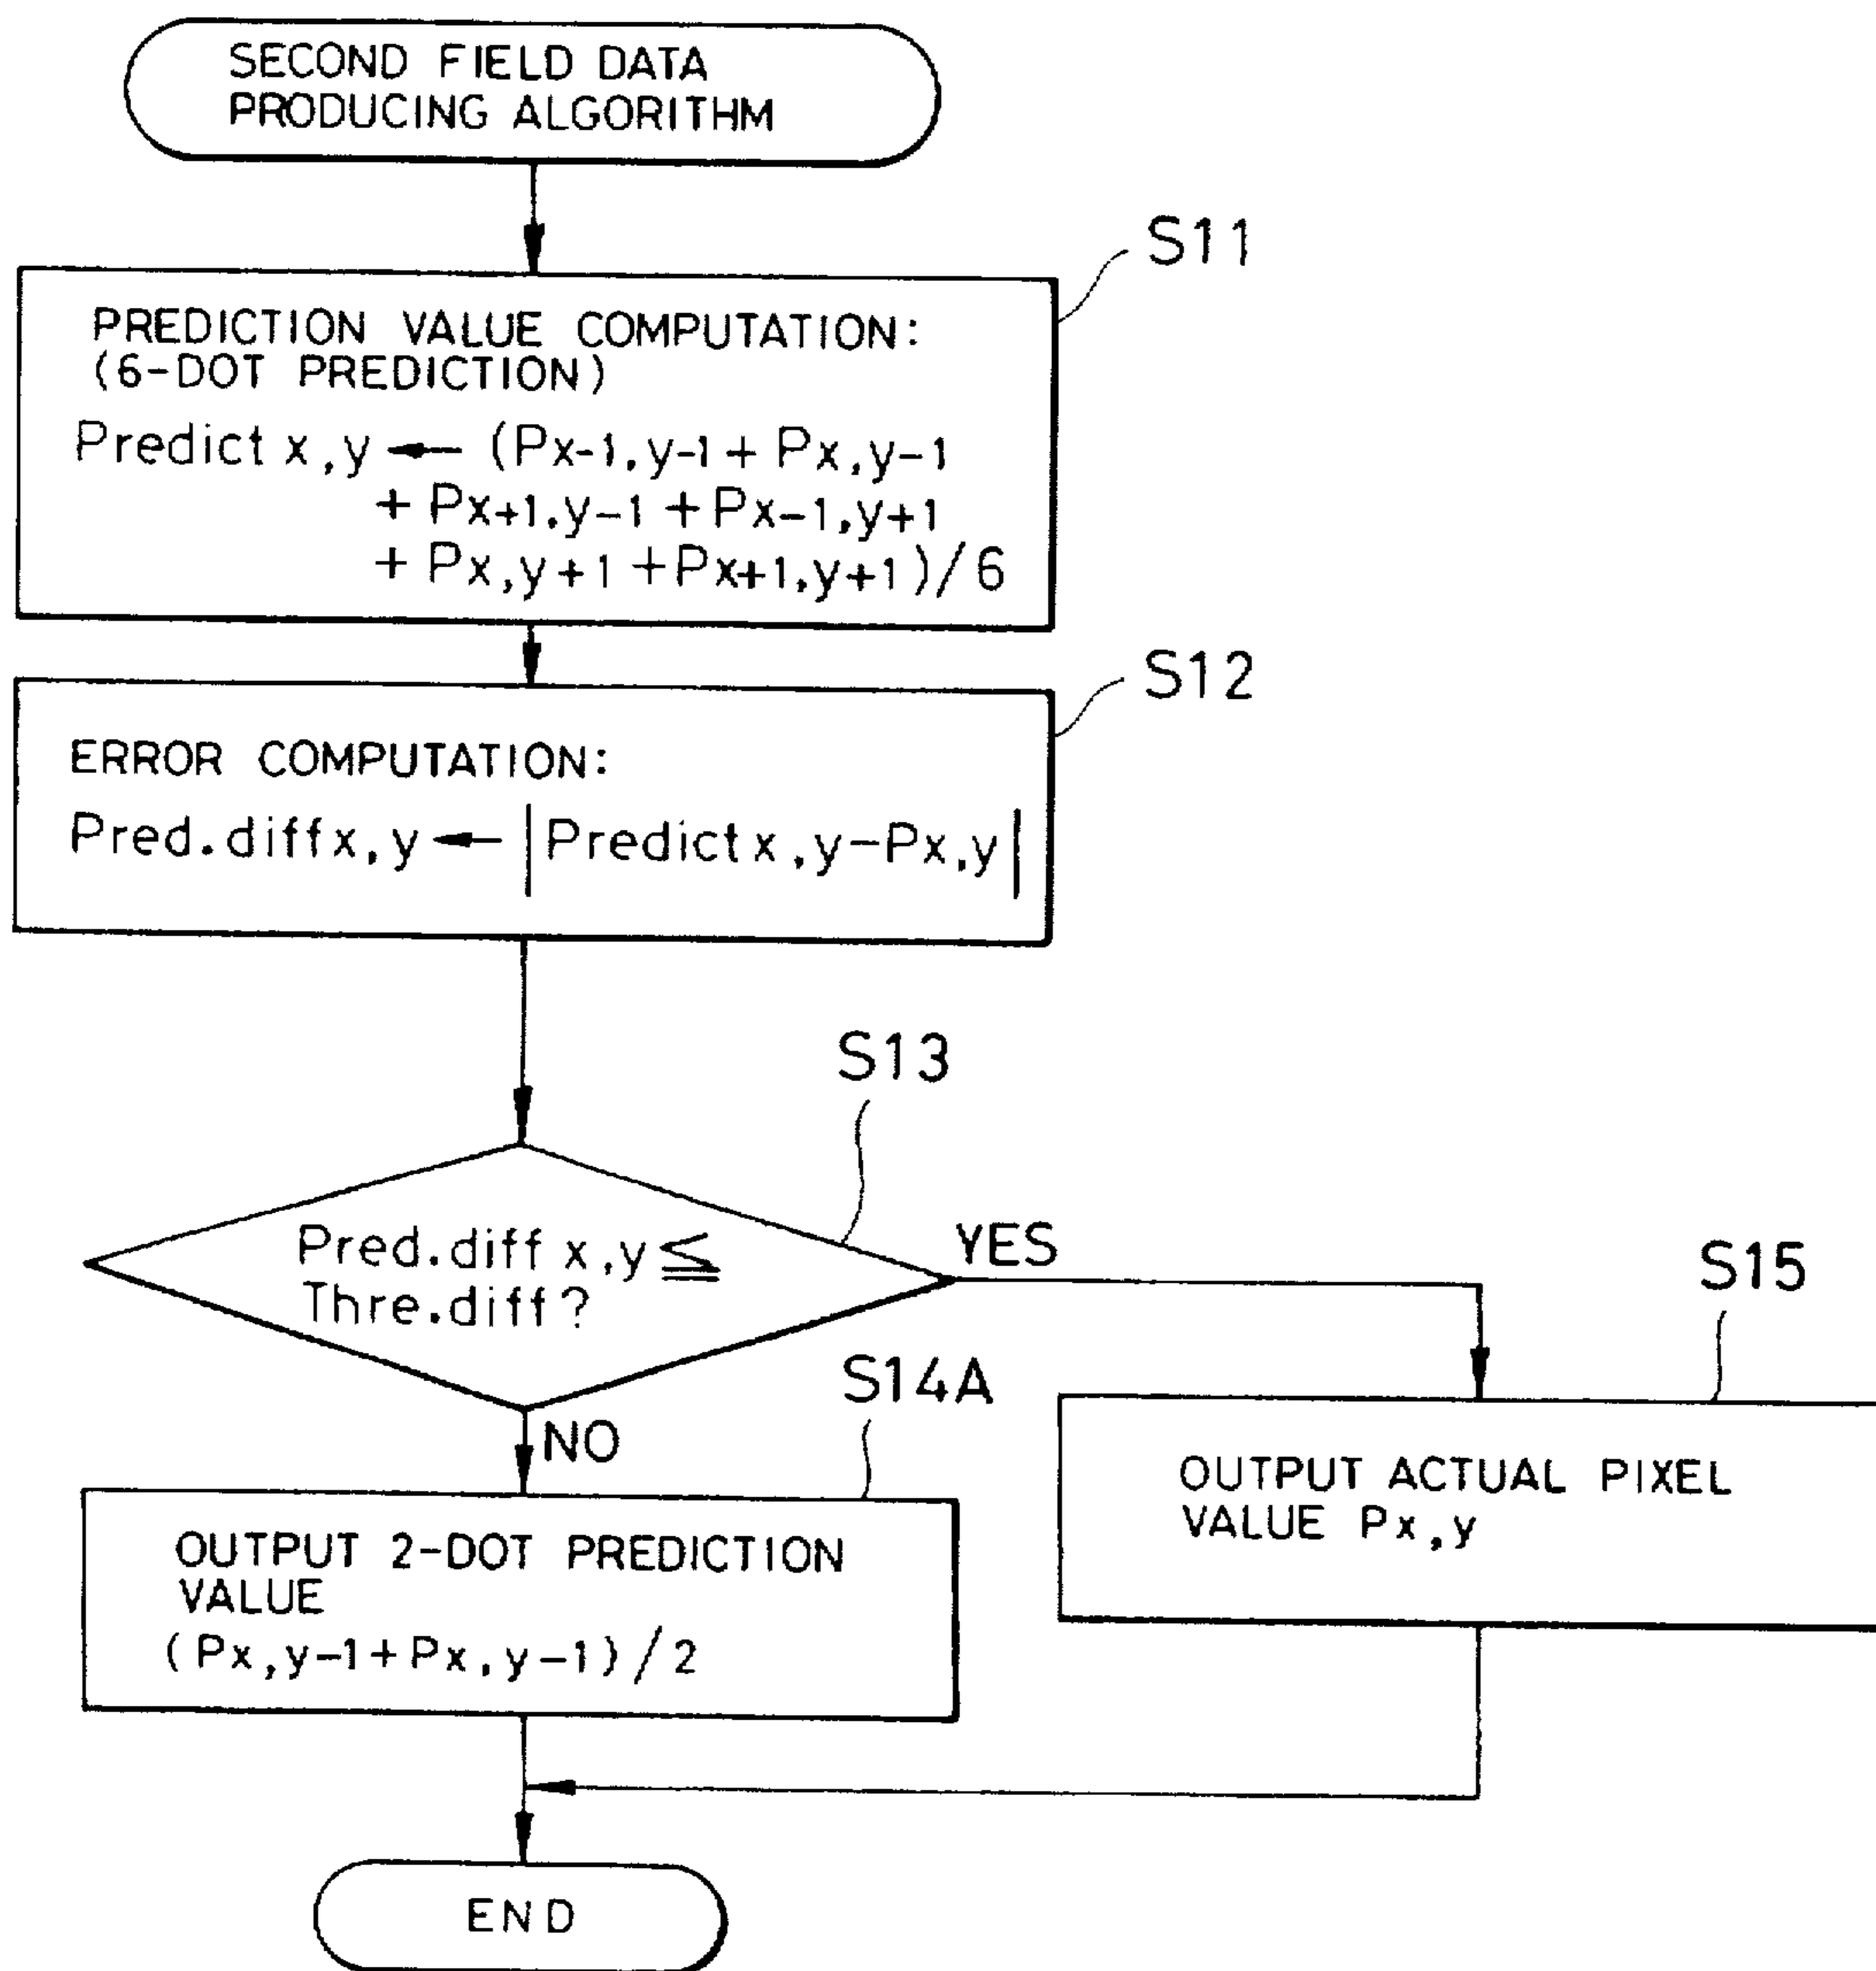 SECOND FIELD DATA
PRODUCING ALGORITHM
S11
PREDICTION VALUE COMPUTATION:
(6-DOT PREDICTION)
Predict x,y ← (Px-1,y-1 + Px,y-1
+ Px+1,y-1 + Px-1,y+1
+ Px,y+1 + Px+1,y+1)/6
S12
ERROR COMPUTATION:
Pred.diff x,y ← |Predict x,y-Px,y|
S13
Pred.diff x,y ≦
Thre.diff?
YES
S15
S14A
NO
OUTPUT ACTUAL PIXEL
VALUE Px,y
OUTPUT 2-DOT PREDICTION
VALUE
(Px,y-1+Px,y-1)/2
END